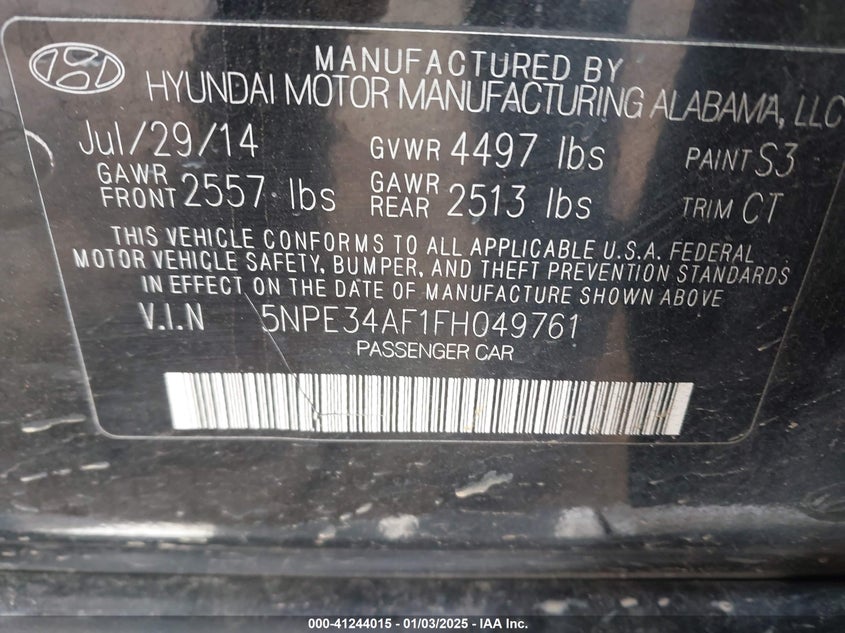 MANUFACTURED BY
HYUNDAI MOTOR MANUFACTURING ALABAMA, LLC
Jul/29/14 GVWR 4497 lbs PAINT S3
GAWR FRONT 2557 lbs GAWR REAR 2513 lbs TRIM CT
THIS VEHICLE CONFORMS TO ALL APPLICABLE U.S.A. FEDERAL
MOTOR VEHICLE SAFETY, BUMPER, AND THEFT PREVENTION STANDARDS
IN EFFECT ON THE DATE OF MANUFACTURE SHOWN ABOVE
V.I.N 5NPE34AF1FH049761
PASSENGER CAR
000-41244015 - 01/03/2025 - IAA Inc.